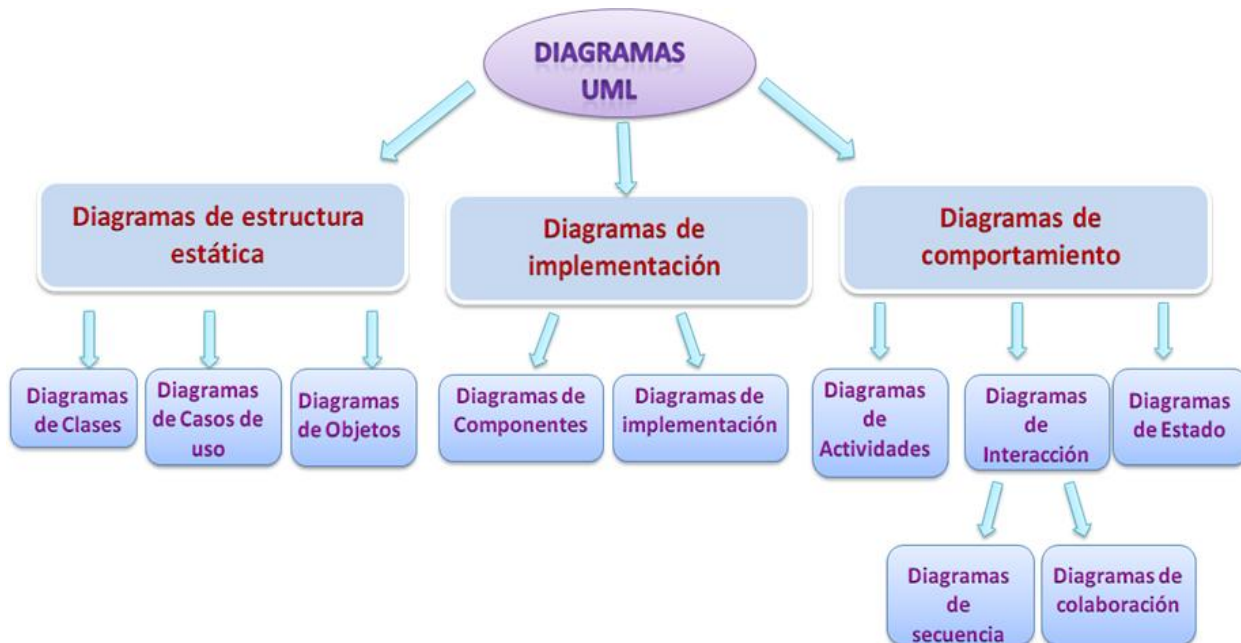 DIAGRAMAS
UML
Diagramas de estructura
estática
Diagramas de
implementación
Diagramas de
comportamiento
Diagramas
de Clases
Diagramas
de Casos de
uso
Diagramas
de Objetos
Diagramas de
Componentes
Diagramas de
implementación
Diagramas
de
Actividades
Diagramas
de
Interacción
Diagramas
de Estado
Diagramas
de
secuencia
Diagramas de
colaboración